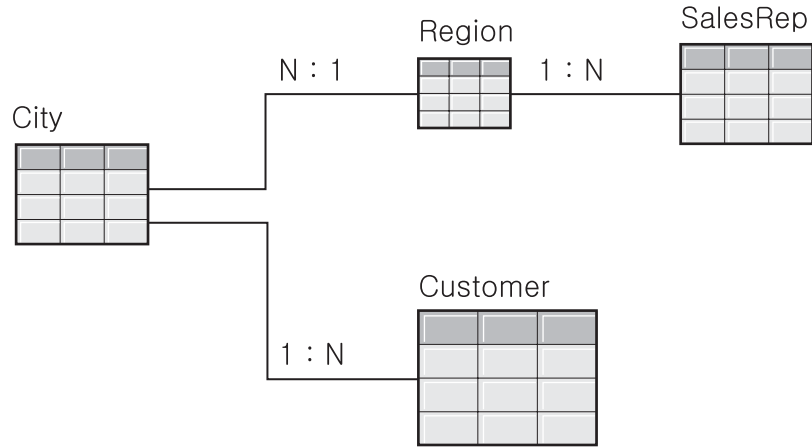 SalesRep
Region
N : 1
1 : N
City
Customer
1 : N